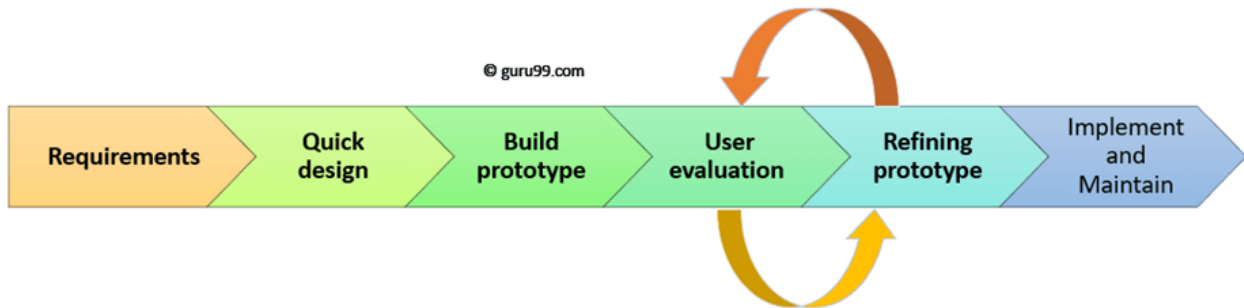 © guru99.com
Requirements
Quick
design
Build
prototype
User
evaluation
Refining
prototype
Implement
and
Maintain